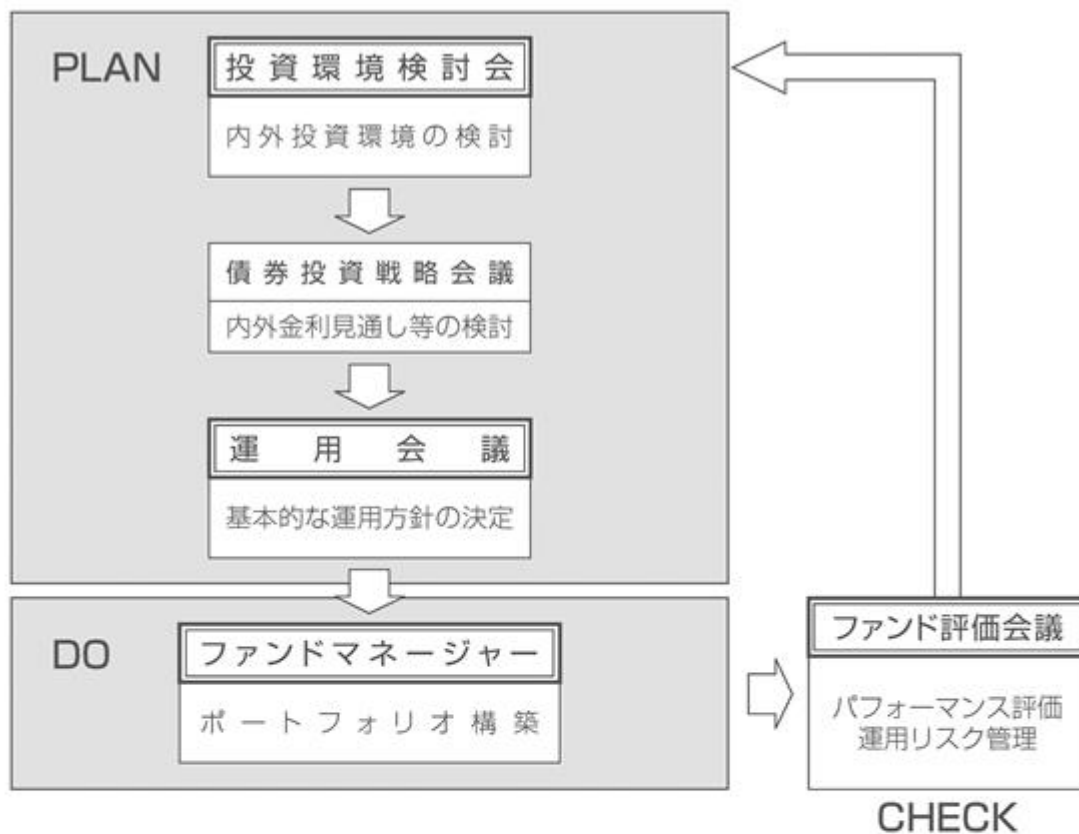 PLAN
投資環境検討会
内外投資環境の検討
債券投資戦略会議
内外金利見通し等の検討
運用会議
基本的な運用方針の決定
DO
ファンドマネージャー
ポートフォリオ構築
ファンド評価会議
パフォーマンス評価
運用リスク管理
CHECK